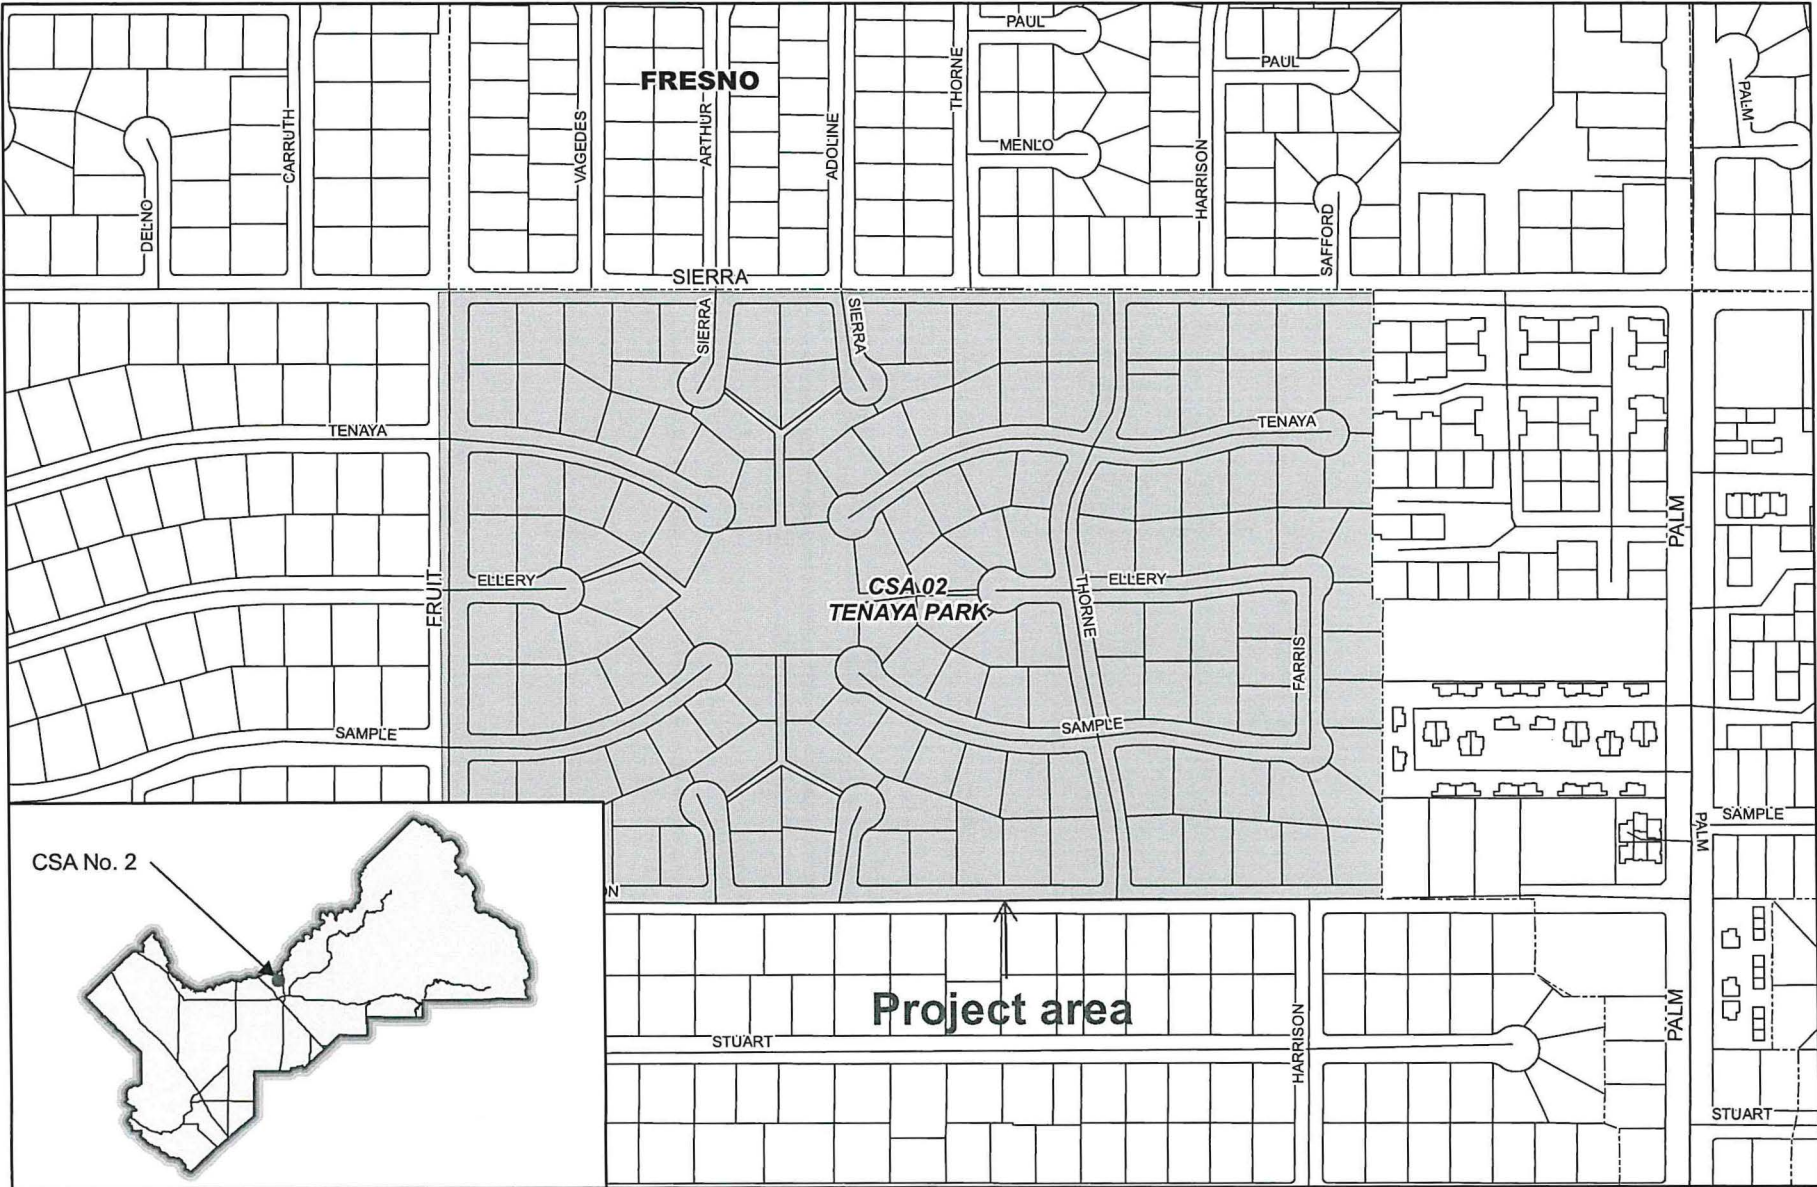 PAUL
FRESNO
THORNE
PAUL
PALM
CARRUTH
VAGEDES
ARTHUR
ADOLINE
MENLO
HARRISON
DELNO
SAFFORD
SIERRA
SIERRA
SIERRA
TENAYA
TENAYA
PALM
FRUIT
ELLERY
CSA 02
TENAYA PARK
THORNE
ELLERY
FARRIS
SAMPLE
SAMPLE
SAMPLE
PALM
CSA No. 2
ON
Project area
STUART
HARRISON
PALM
STUART